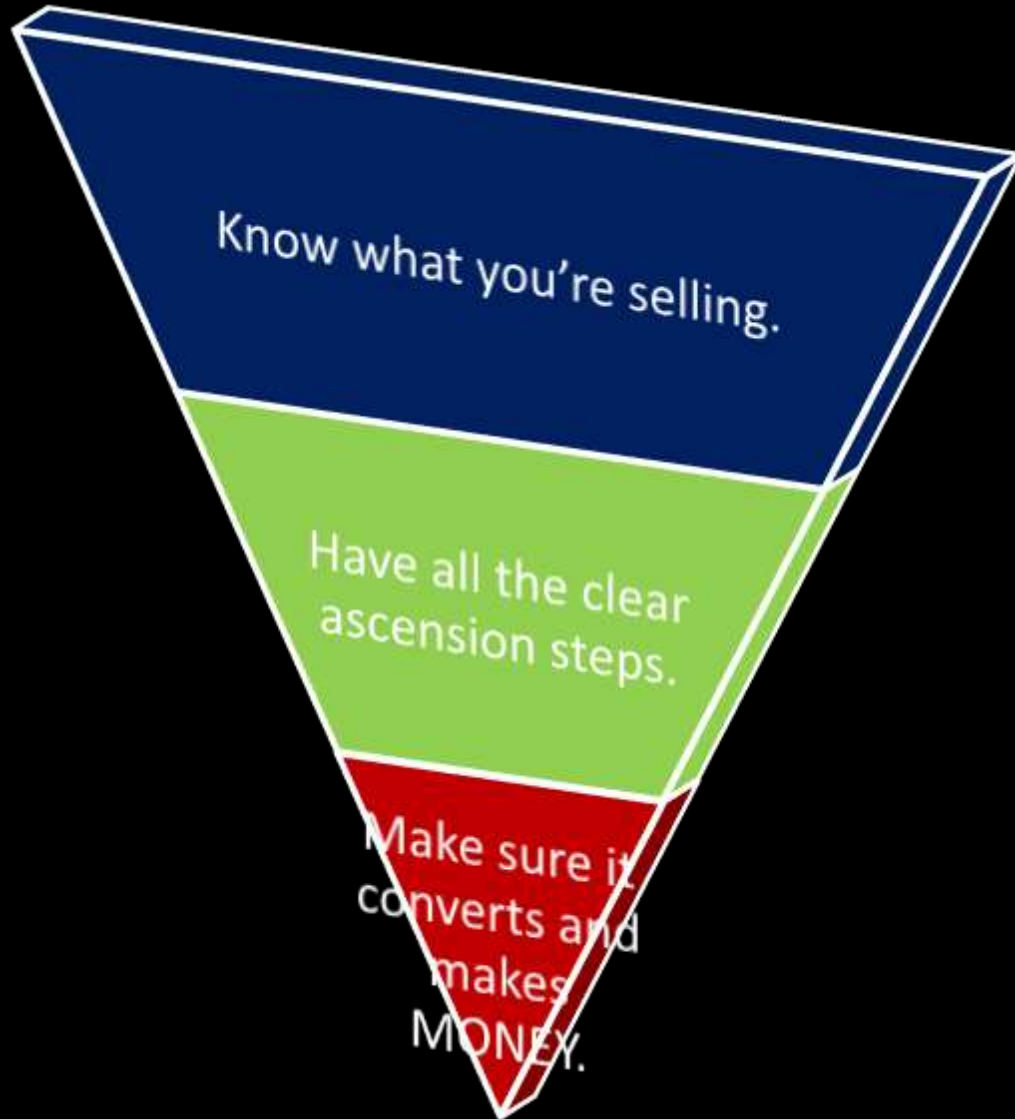 Know what you’re selling.
Have all the clear
ascension steps.
Make sure it
converts and
makes
MONEY.